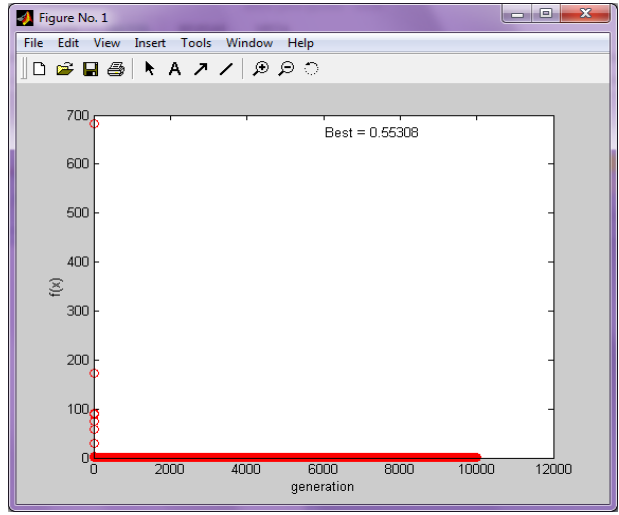 Figure No. 1
File Edit View Insert Tools Window Help
A
Best = 0.55308
700
600
500
400
300
200
100
0
f(x)
0 2000 4000 6000 8000 10000 12000
generation